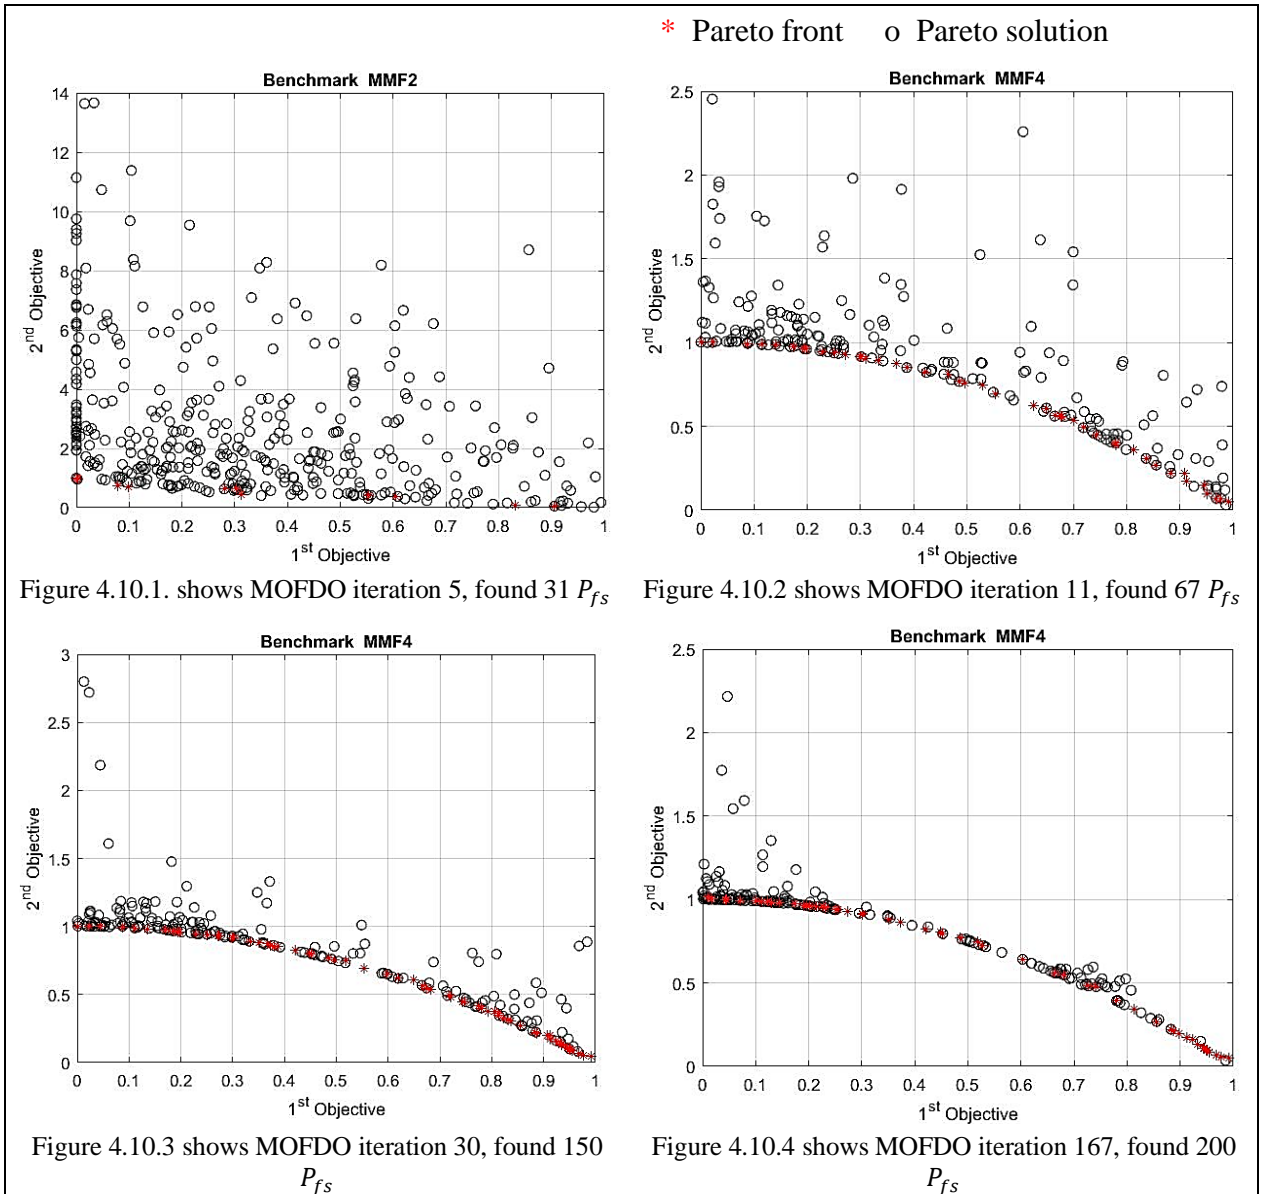 * Pareto front o Pareto solution
Benchmark MMF2
14
12
10
8
6
4
2
0
2nd Objective
0 0.1 0.2 0.3 0.4 0.5 0.6 0.7 0.8 0.9 1
1st Objective
Figure 4.10.1. shows MOFDO iteration 5, found 31 Pfs
Benchmark MMF4
2.5
2
1.5
1
0.5
0
2nd Objective
0 0.1 0.2 0.3 0.4 0.5 0.6 0.7 0.8 0.9 1
1st Objective
Figure 4.10.2 shows MOFDO iteration 11, found 67 Pfs
Benchmark MMF4
3
2.5
2
1.5
1
0.5
0
2nd Objective
0 0.1 0.2 0.3 0.4 0.5 0.6 0.7 0.8 0.9 1
1st Objective
Figure 4.10.3 shows MOFDO iteration 30, found 150
Pfs
Benchmark MMF4
2.5
2
1.5
1
0.5
0
2nd Objective
0 0.1 0.2 0.3 0.4 0.5 0.6 0.7 0.8 0.9 1
1st Objective
Figure 4.10.4 shows MOFDO iteration 167, found 200
Pfs